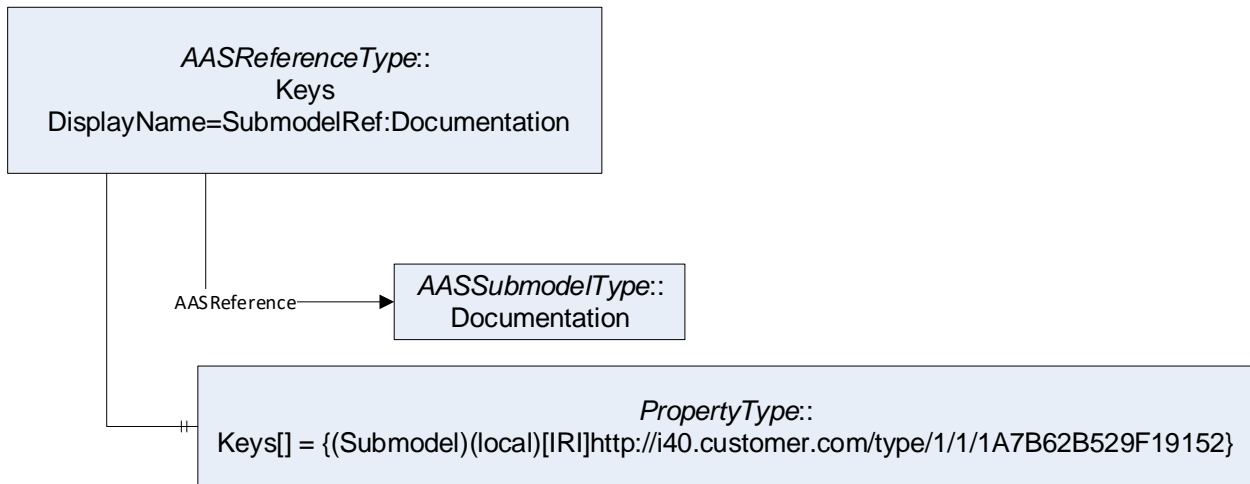 AASReferenceType::
Keys
DisplayName=SubmodelRef:Documentation
AASReference
AASSubmodelType::
Documentation
PropertyType::
Keys[] = {(Submodel)(local)[IRI]http://i40.customer.com/type/1/1/1A7B62B529F19152}